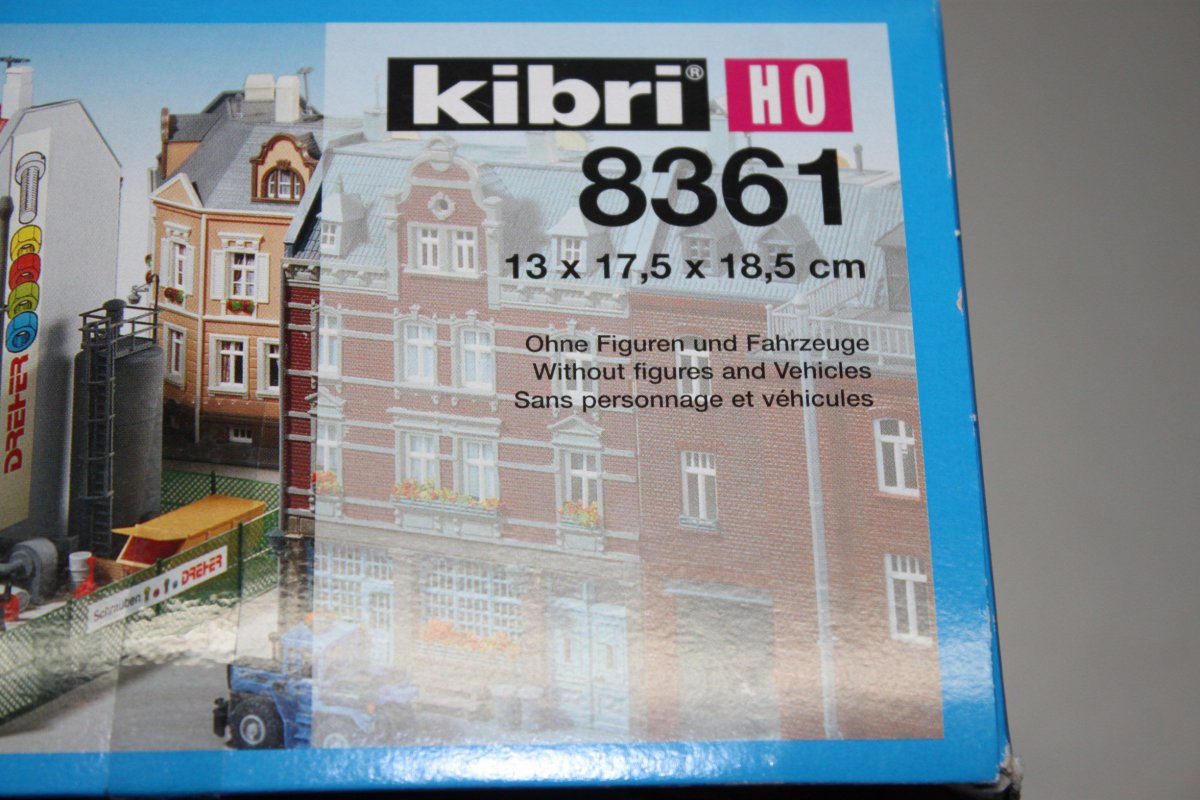 kibri® HO
8361
13 x 17,5 x 18,5 cm
Ohne Figuren und Fahrzeuge
Without figures and Vehicles
Sans personnage et véhicules
DREHER
Schrauben DREHER